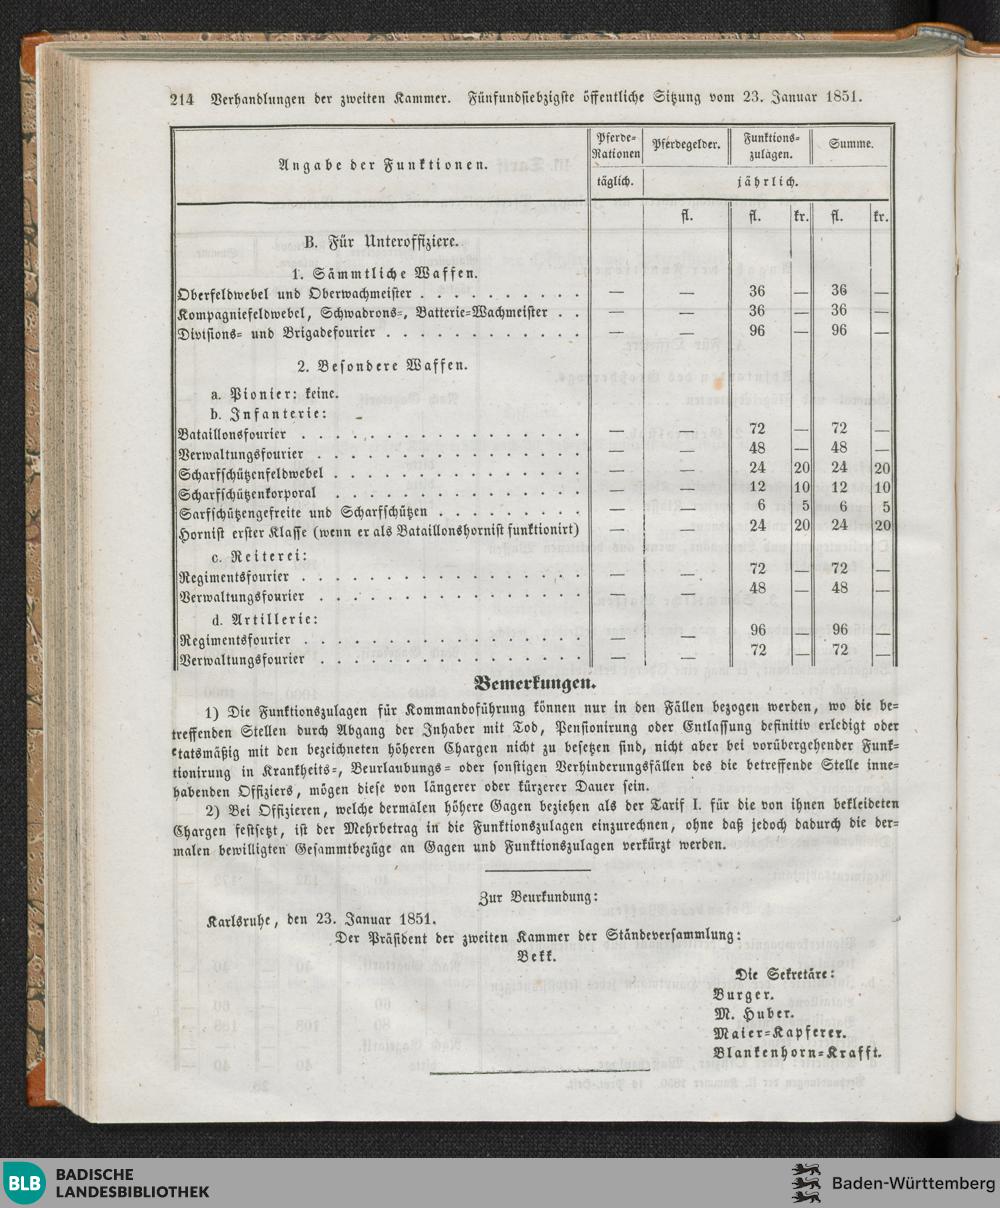 214 Verhandlungen der zweiten Kammer. Fünfundsiebzigste öffentliche Sitzung vom 23. Januar 1851.
Angabe der Funktionen. Pferde-Rationen Pferdegelder. Funktions-zulagen. Summe.
täglich. jährlich.
fl. fl. kr. fl. kr.
B. Für Unteroffiziere.
1. Sämmtliche Waffen.
Oberfeldwebel und Oberwachmeister . . . . . . . . . . — — 36 — 36 —
Kompagniefeldwebel, Schwadrons-, Batterie-Wachmeister . . — — 36 — 36 —
Divisions- und Brigadefourier . . . . . . . . . . . . — — 96 — 96 —
2. Besondere Waffen.
a. Pionier: keine.
b. Infanterie:
Bataillonsfourier . . . . . . . . . . . . . . . . . — — 72 — 72 —
Verwaltungsfourier . . . . . . . . . . . . . . . . — — 48 — 48 —
Scharfschützenfeldwebel . . . . . . . . . . . . . . . — — 24 20 24 20
Scharfschützenkorporal . . . . . . . . . . . . . . . — — 12 10 12 10
Sarfschützengefreite und Scharfschützen . . . . . . . . . — — 6 5 6 5
Hornist erster Klasse (wenn er als Bataillonshornist funktionirt) — — 24 20 24 20
c. Reiterei:
Regimentsfourier . . . . . . . . . . . . . . . . . — — 72 — 72 —
Verwaltungsfourier . . . . . . . . . . . . . . . . — — 48 — 48 —
d. Artillerie:
Regimentsfourier . . . . . . . . . . . . . . . . . — — 96 — 96 —
Verwaltungsfourier . . . . . . . . . . . . . . . . — — 72 — 72 —
Bemerkungen.
1) Die Funktionszulagen für Kommandoführung können nur in den Fällen bezogen werden, wo die be-
treffenden Stellen durch Abgang der Inhaber mit Tod, Pensionirung oder Entlassung definitiv erledigt oder
etatsmäßig mit den bezeichneten höheren Chargen nicht zu besetzen sind, nicht aber bei vorübergehender Funk-
tionirung in Krankheits-, Beurlaubungs- oder sonstigen Verhinderungsfällen des die betreffende Stelle inne-
habenden Offiziers, mögen diese von längerer oder kürzerer Dauer sein.
2) Bei Offizieren, welche dermalen höhere Gagen beziehen als der Tarif I. für die von ihnen bekleideten
Chargen festsetzt, ist der Mehrbetrag in die Funktionszulagen einzurechnen, ohne daß jedoch dadurch die der-
malen bewilligten Gesammtbezüge an Gagen und Funktionszulagen verkürzt werden.
Zur Beurkundung:
Karlsruhe, den 23. Januar 1851.
Der Präsident der zweiten Kammer der Ständeversammlung:
Bekk.
Die Sekretäre:
Burger.
M. Huber.
Maier-Kapferer.
Blankenhorn-Krafft.
BLB BADISCHE LANDESBIBLIOTHEK
Baden-Württemberg